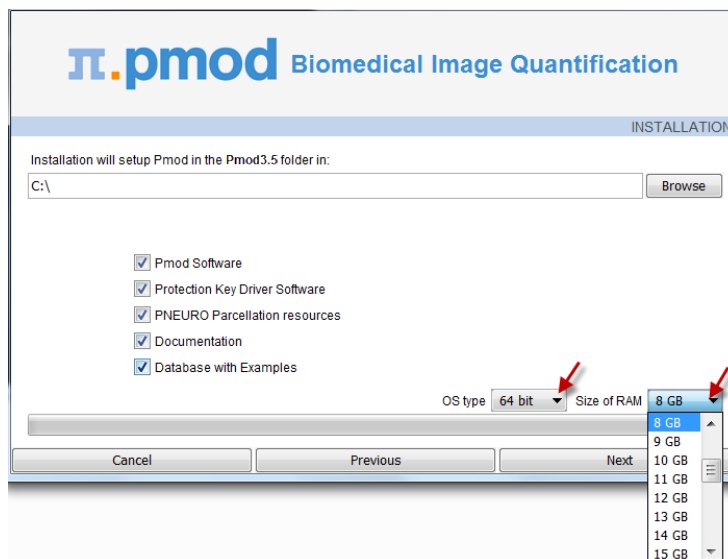 π.pmod Biomedical Image Quantification
INSTALLATION
Installation will setup Pmod in the Pmod3.5 folder in:
C:\
Browse
Pmod Software
Protection Key Driver Software
PNEURO Parcellation resources
Documentation
Database with Examples
OS type 64 bit Size of RAM 8 GB
8 GB
9 GB
10 GB
11 GB
12 GB
13 GB
14 GB
15 GB
Cancel Previous Next